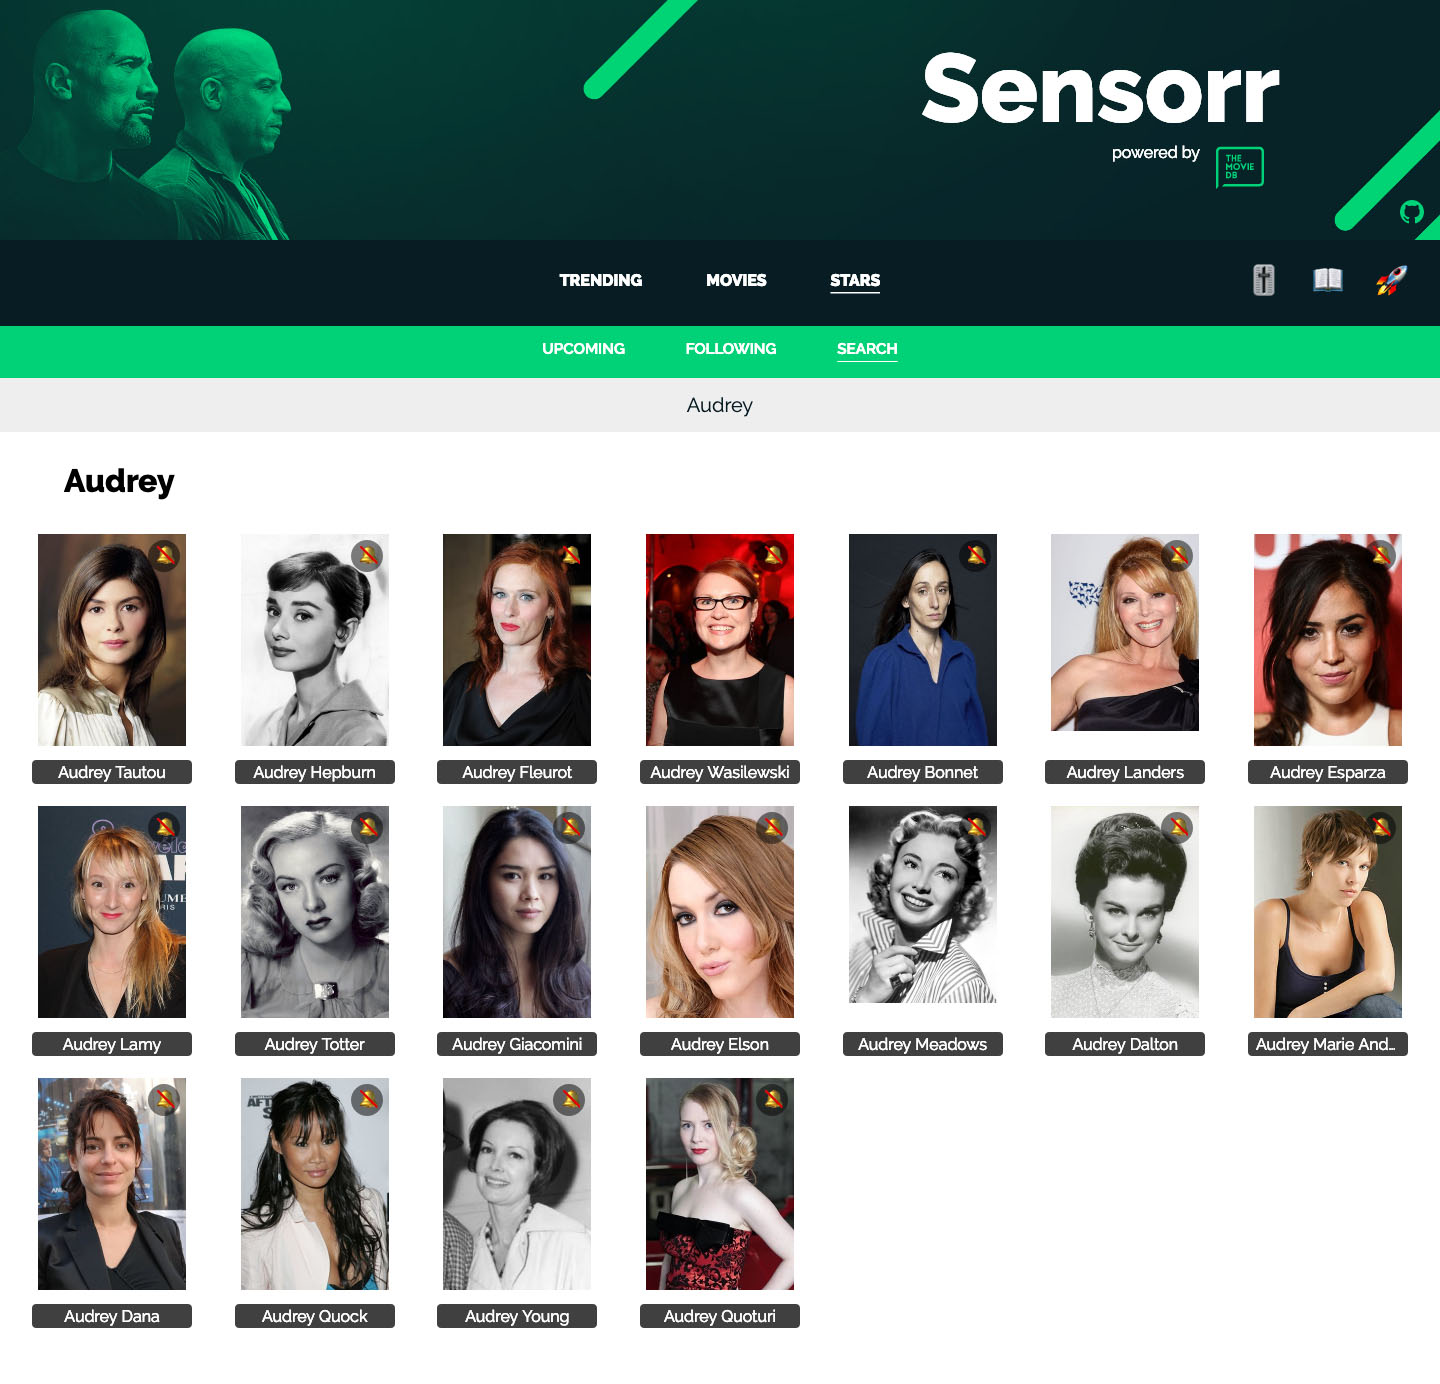 Sensorr
powered by
THE
MOVIE
DB
TRENDING
MOVIES
STARS
UPCOMING
FOLLOWING
SEARCH
Audrey
Audrey
Audrey Tautou
Audrey Hepburn
Audrey Fleurot
Audrey Wasilewski
Audrey Bonnet
Audrey Landers
Audrey Esparza
Audrey Lamy
Audrey Totter
Audrey Giacomini
Audrey Elson
Audrey Meadows
Audrey Dalton
Audrey Marie And...
Audrey Dana
Audrey Quock
Audrey Young
Audrey Quoturi